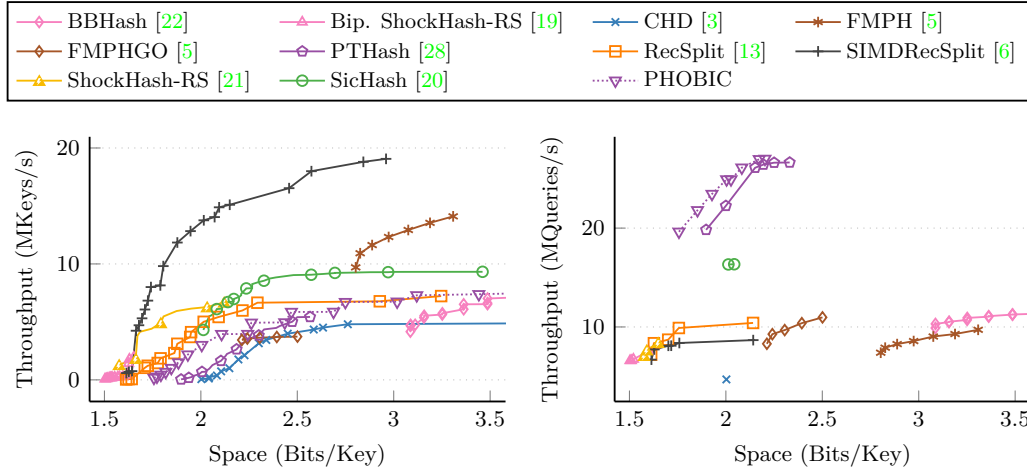 BBHash [22] Bip. ShockHash-RS [19] CHD [3] FMPH [5]
FMPHGO [5] PTHash [28] RecSplit [13] SIMDRecSplit [6]
ShockHash-RS [21] SicHash [20] PHOBIC
Throughput (MKeys/s)
20
10
0
1.5 2 2.5 3 3.5
Space (Bits/Key)
Throughput (MQueries/s)
20
10
1.5 2 2.5 3 3.5
Space (Bits/Key)